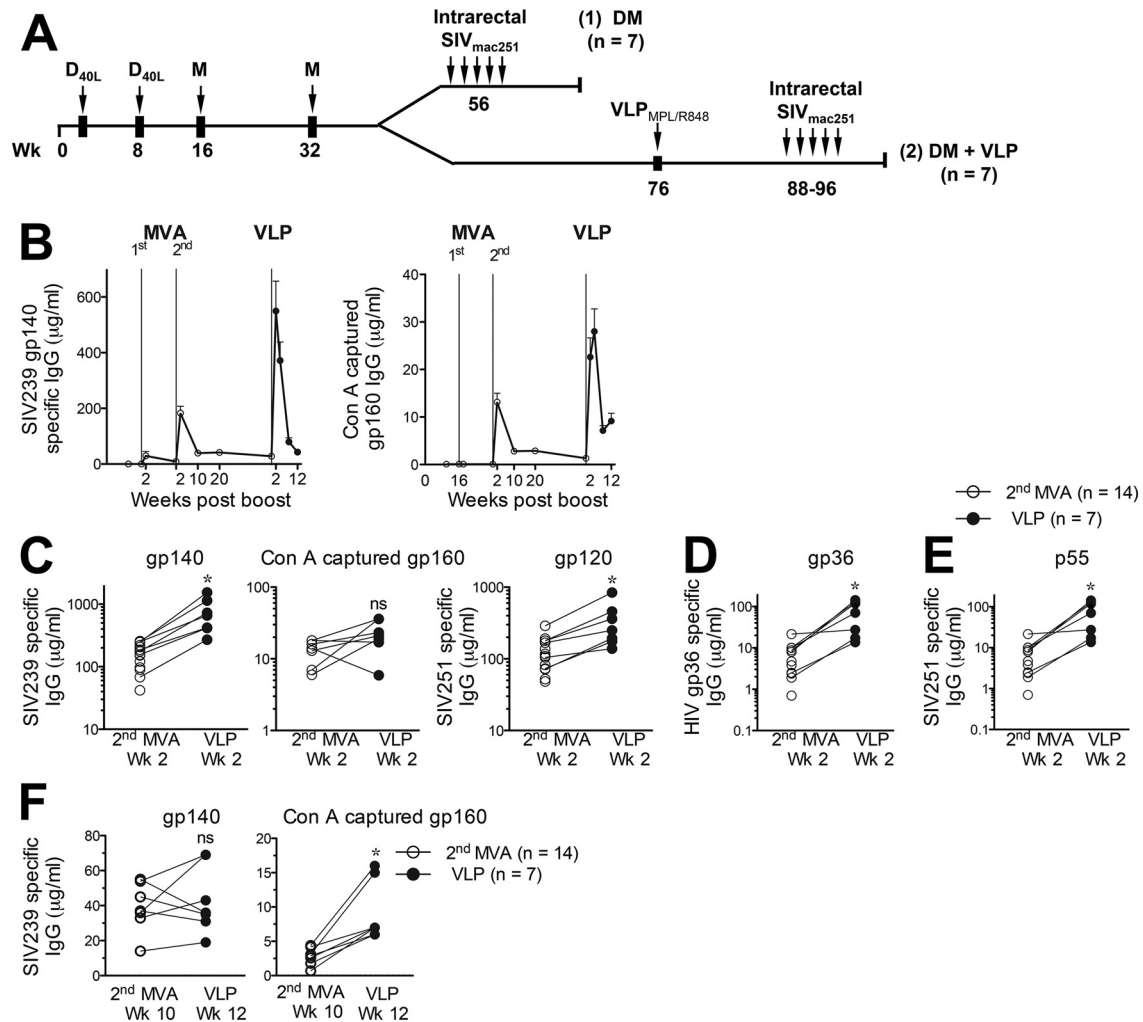 A
Intrarectal
SIVmac251
(1) DM
(n = 7)
D40L
D40L
M
M
56
VLPMPL/R848
Intrarectal
SIVmac251
Wk
0
8
16
32
76
88-96
(2) DM + VLP
(n = 7)
B
MVA
VLP
1st
2nd
SIV239 gp140
specific IgG (μg/ml)
600
400
200
0
2
2
10
20
2
12
Weeks post boost
MVA
VLP
1st
2nd
Con A captured
gp160 IgG (μg/ml)
40
30
20
10
0
0
16
2
10
20
2
12
Weeks post boost
2nd MVA (n = 14)
VLP (n = 7)
C
gp140
*
SIV239 specific
IgG (μg/ml)
1000
100
10
2nd MVA
Wk 2
VLP
Wk 2
Con A captured gp160
ns
100
10
1
2nd MVA
Wk 2
VLP
Wk 2
gp120
*
SIV251 specific
IgG (μg/ml)
1000
100
10
2nd MVA
Wk 2
VLP
Wk 2
D
gp36
*
HIV gp36 specific
IgG (μg/ml)
100
10
1
0.1
2nd MVA
Wk 2
VLP
Wk 2
E
p55
*
SIV251 specific
IgG (μg/ml)
100
10
1
0.1
2nd MVA
Wk 2
VLP
Wk 2
F
gp140
ns
SIV239 specific
IgG (μg/ml)
80
60
40
20
0
2nd MVA
Wk 10
VLP
Wk 12
Con A captured gp160
*
20
15
10
5
0
2nd MVA
Wk 10
VLP
Wk 12
2nd MVA (n = 14)
VLP (n = 7)